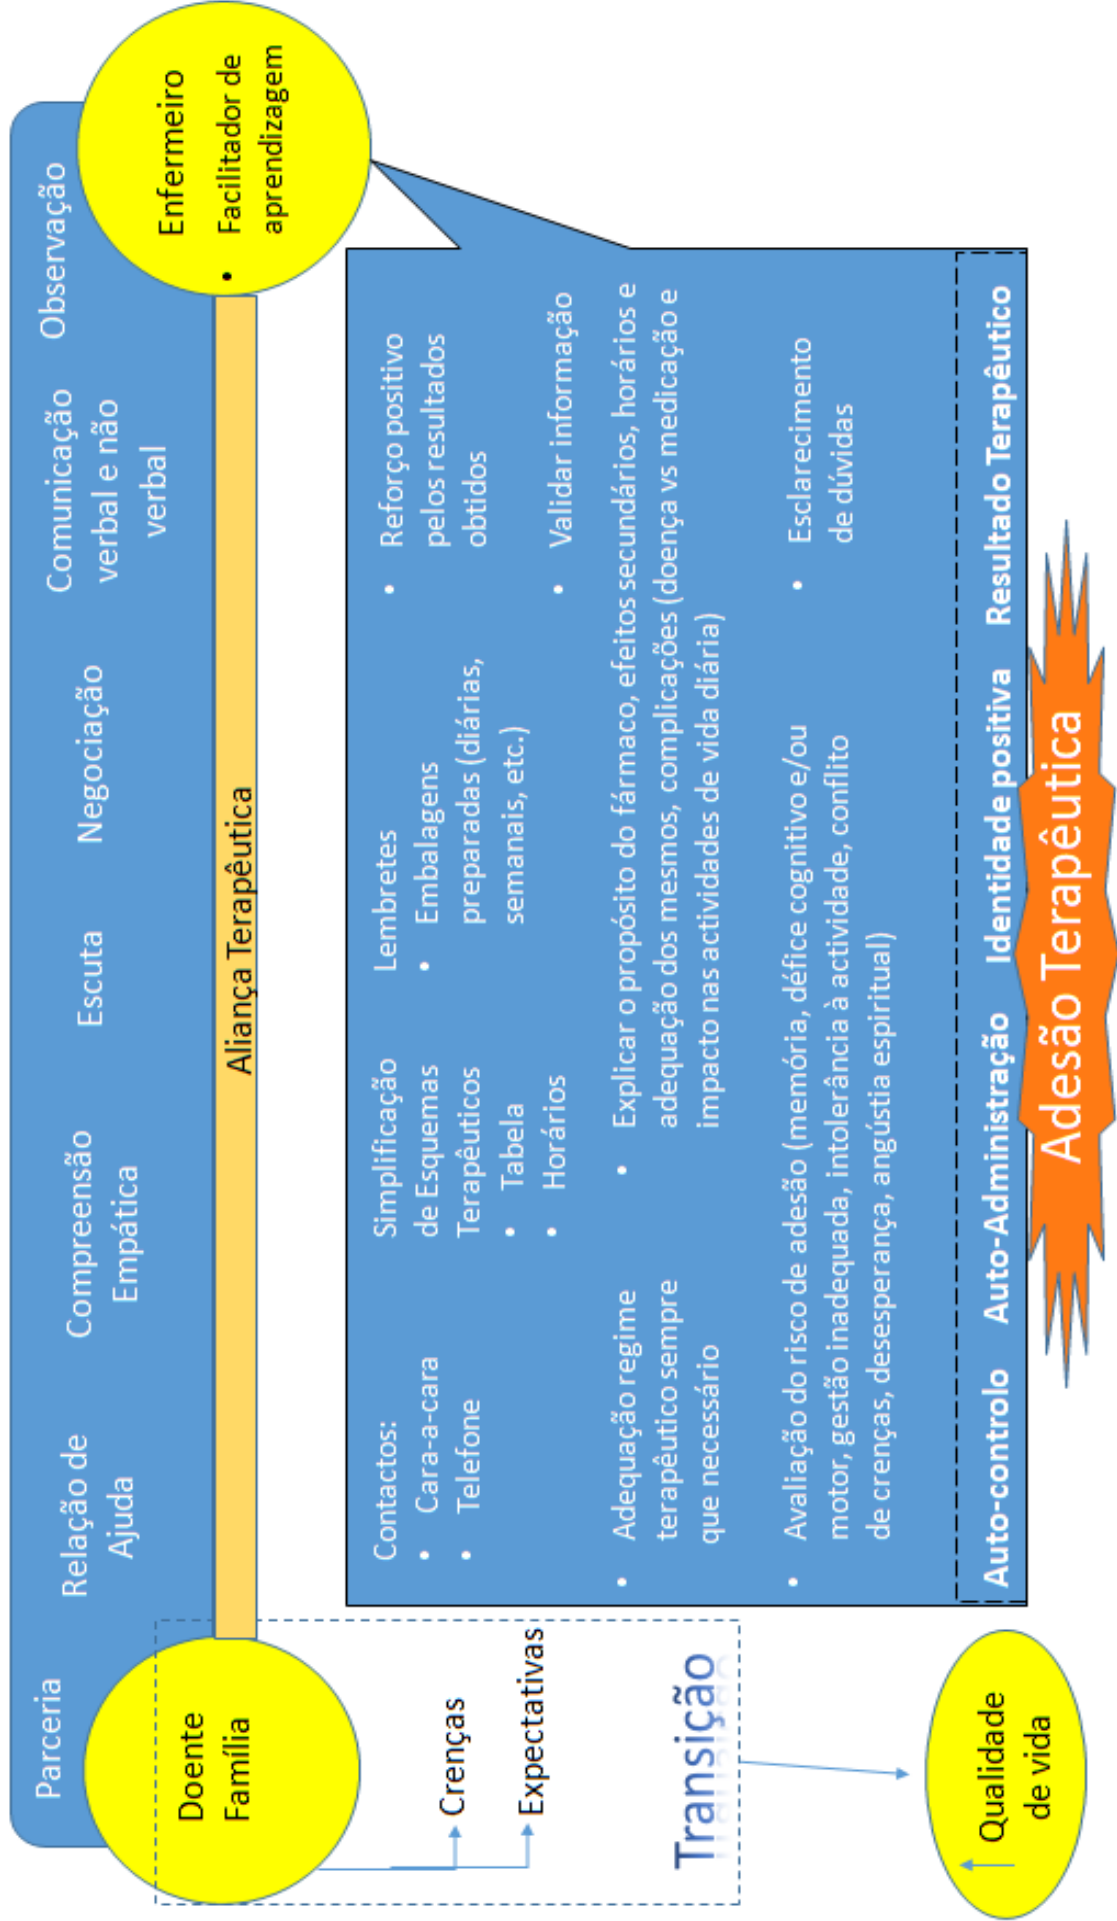 Parceria
Relação de
Ajuda
Compreensão
Empática
Escuta
Negociação
Comunicação
verbal e não
verbal
Observação
Doente
Família
Aliança Terapêutica
Enfermeiro
• Facilitador de
aprendizagem
Crenças
Expectativas
Transição
Qualidade
de vida
Contactos:
• Cara-a-cara
• Telefone
Simplificação
de Esquemas
Terapêuticos
• Tabela
• Horários
Lembretes
• Embalagens
preparadas (diárias,
semanais, etc.)
• Reforço positivo
pelos resultados
obtidos
• Validar informação
• Adequação regime
terapêutico sempre
que necessário
• Explicar o propósito do fármaco, efeitos secundários, horários e
adequação dos mesmos, complicações (doença vs medicação e
impacto nas actividades de vida diária)
• Avaliação do risco de adesão (memória, défice cognitivo e/ou
motor, gestão inadequada, intolerância à actividade, conflito
de crenças, desesperança, angústia espiritual)
• Esclarecimento
de dúvidas
Auto-controlo Auto-Administração Identidade positiva Resultado Terapêutico
Adesão Terapêutica